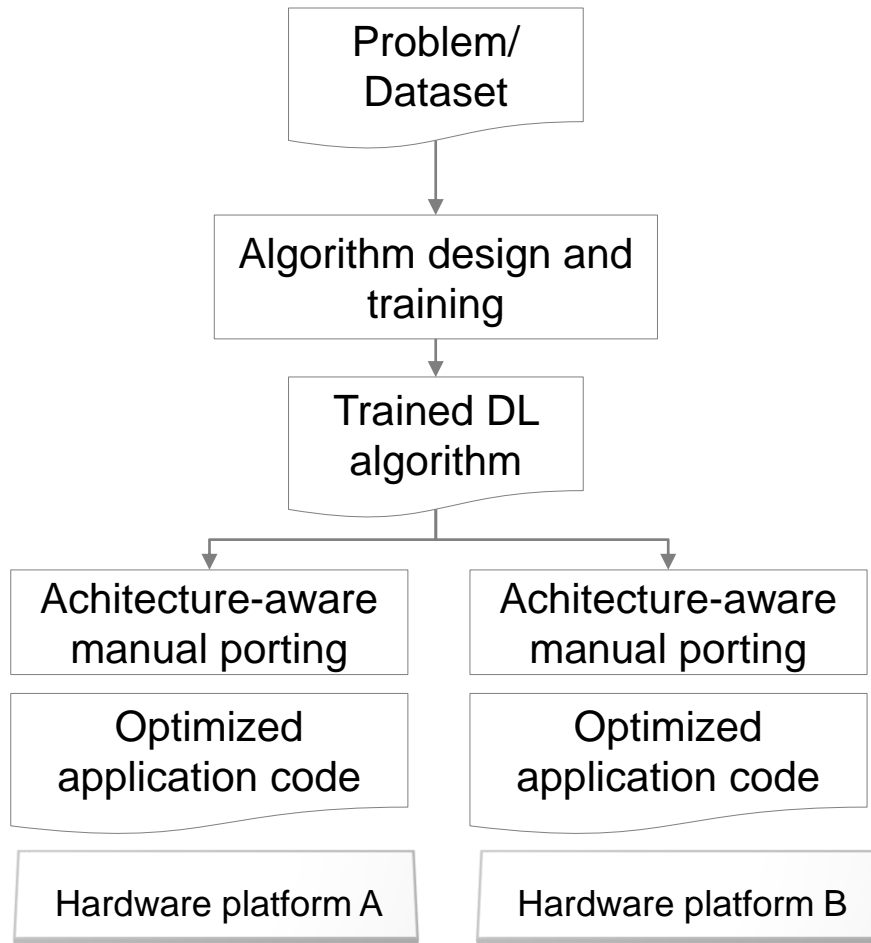 Problem/
Dataset
Algorithm design and
training
Trained DL
algorithm
Achitecture-aware
manual porting
Achitecture-aware
manual porting
Optimized
application code
Optimized
application code
Hardware platform A
Hardware platform B